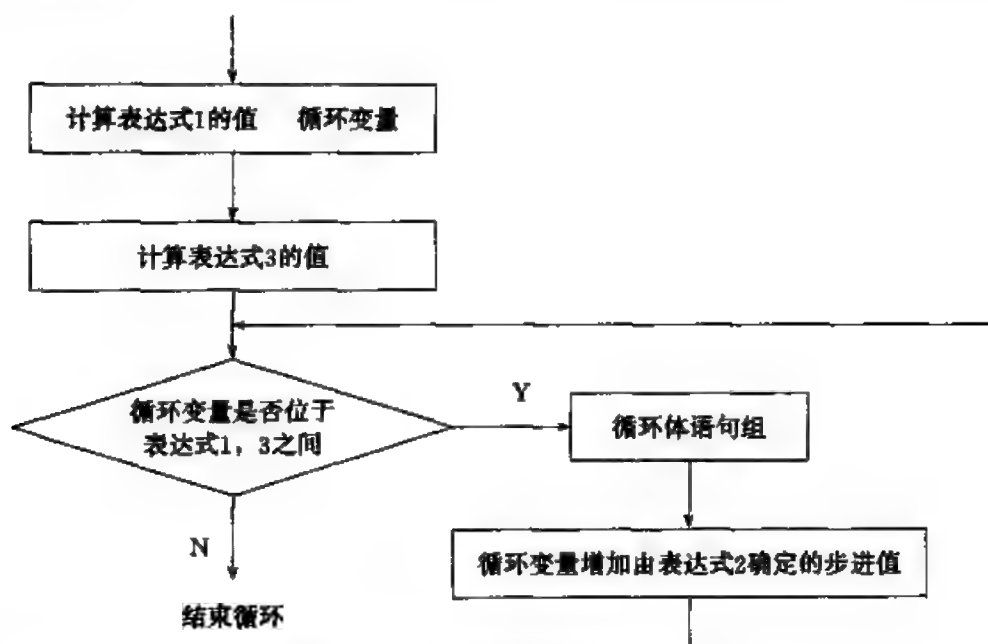 计算表达式1的值 循环变量
计算表达式3的值
循环变量是否位于
表达式1，3之间
Y
循环体语句组
N
循环变量增加由表达式2确定的步进值
结束循环